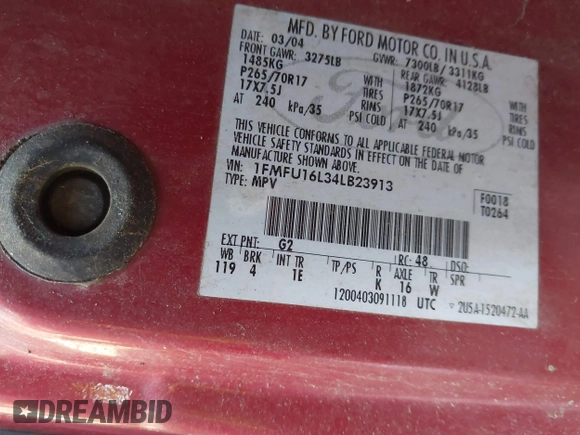 MFD. BY FORD MOTOR CO. IN U.S.A.
DATE: 03/04 GVWR: 7300LB/3311KG
FRONT GAWR: 3275LB REAR GAWR: 4128LB
1485KG WITH 1872KG WITH
P265/70R17 TIRES P265/70R17 TIRES
17X7.5J RIMS 17X7.5J RIMS
AT 240 kPa/35 PSI COLD AT 240 kPa/35 PSI COLD
THIS VEHICLE CONFORMS TO ALL APPLICABLE FEDERAL MOTOR
VEHICLE SAFETY STANDARDS IN EFFECT ON THE DATE OF
MANUFACTURE SHOWN ABOVE.
VIN: 1FMFU16L34LB23913
TYPE: MPV
F0018
T0264
EXT PNT: G2 RC: 48 DSO:
WB BRK INT TR TP/PS R AXLE TR SPR
119 4 1E K 16 W
1200403091118 UTC 2U5A-1520472-AA
Ford
DREAMBID